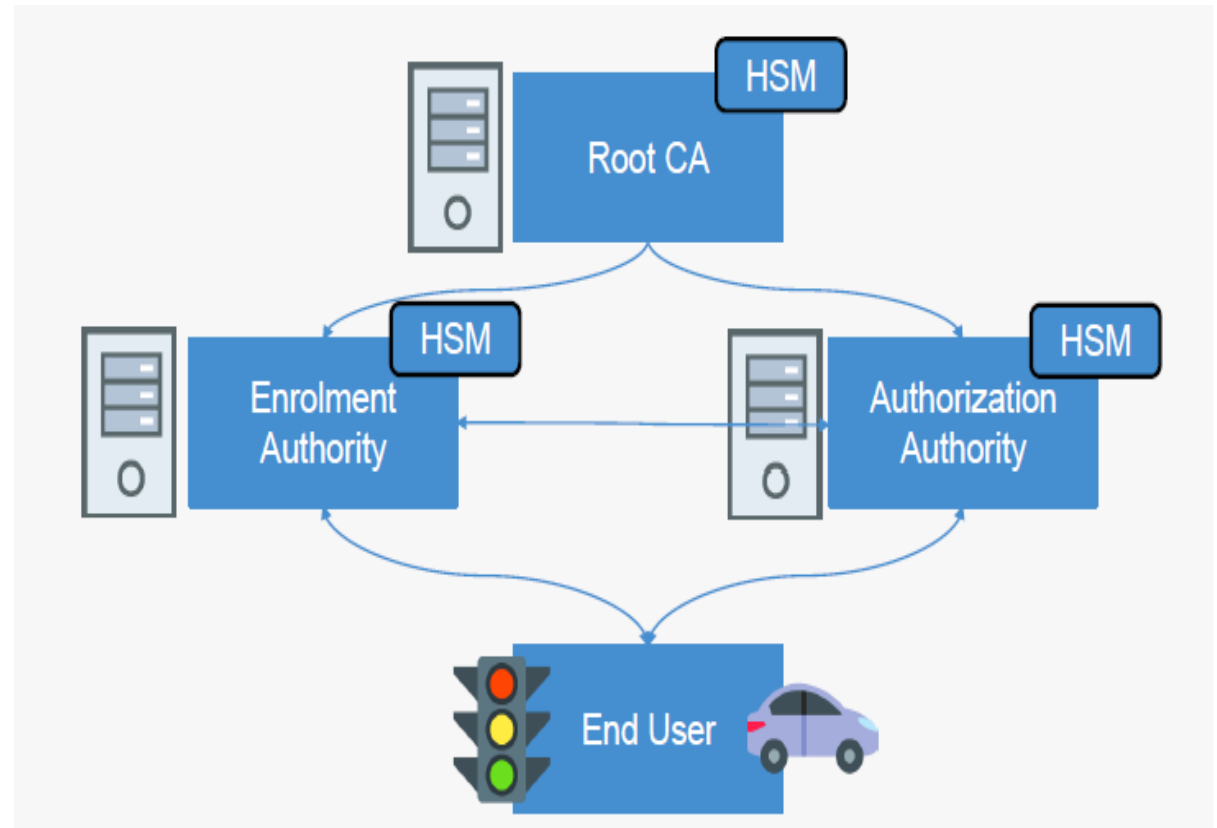 HSM
Root CA
HSM
HSM
Enrolment
Authority
Authorization
Authority
End User